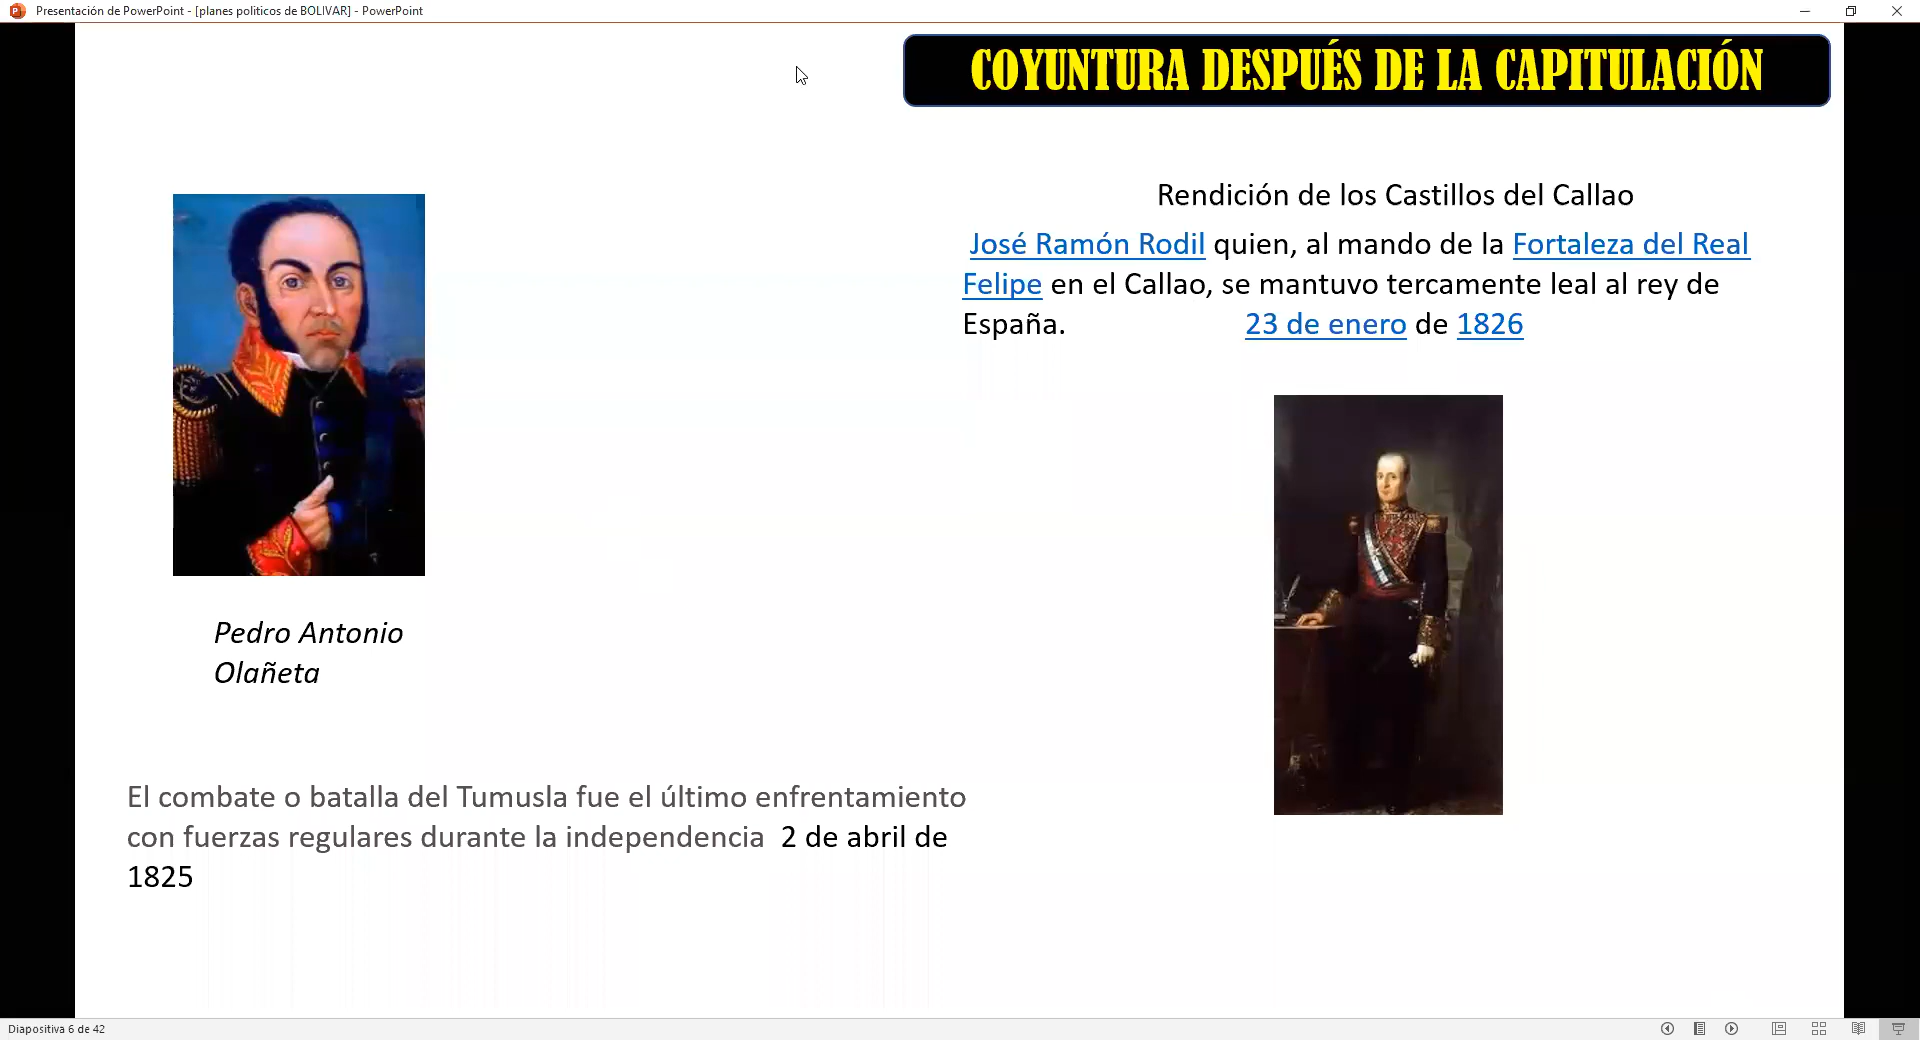 Presentación de PowerPoint - [planes politicos de BOLIVAR] - PowerPoint
COYUNTURA DESPUÉS DE LA CAPITULACIÓN
Rendición de los Castillos del Callao
José Ramón Rodil quien, al mando de la Fortaleza del Real
Felipe en el Callao, se mantuvo tercamente leal al rey de
España. 23 de enero de 1826
Pedro Antonio
Olañeta
El combate o batalla del Tumusla fue el último enfrentamiento
con fuerzas regulares durante la independencia 2 de abril de
1825
Diapositiva 6 de 42